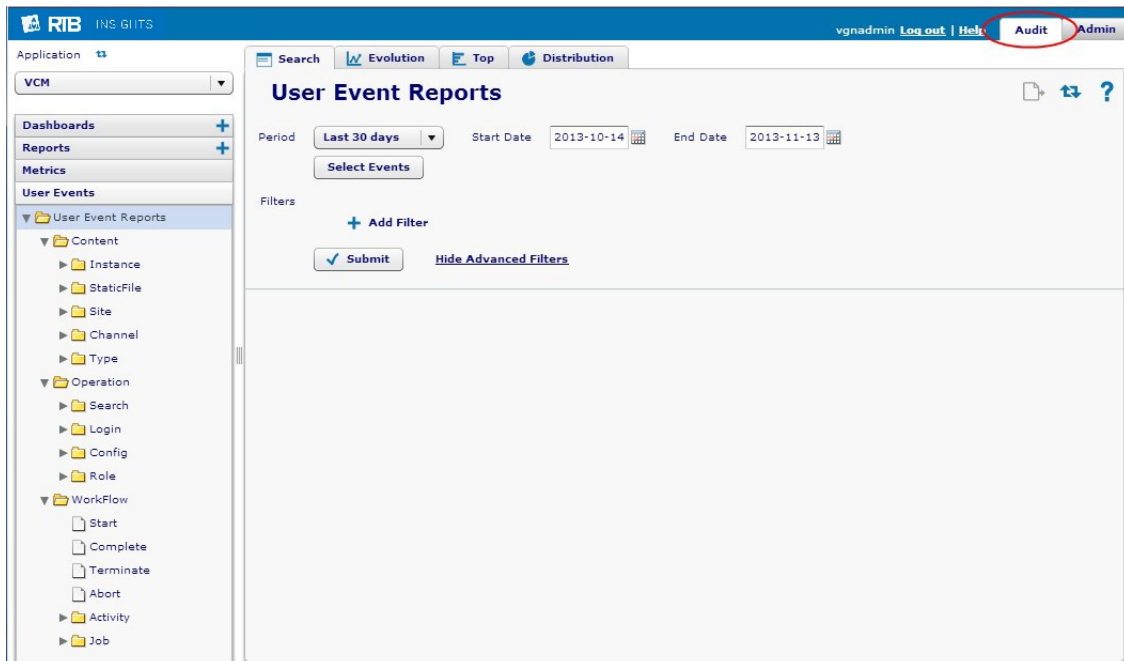 RTB INSIGHTS
vgnadmin Log out | Help Audit Admin
Application
VCM
Dashboards
Reports
Metrics
User Events
User Event Reports
Content
Instance
StaticFile
Site
Channel
Type
Operation
Search
Login
Config
Role
WorkFlow
Start
Complete
Terminate
Abort
Activity
Job
Search Evolution Top Distribution
User Event Reports
Period Last 30 days Start Date 2013-10-14 End Date 2013-11-13
Select Events
Filters
Add Filter
Submit Hide Advanced Filters